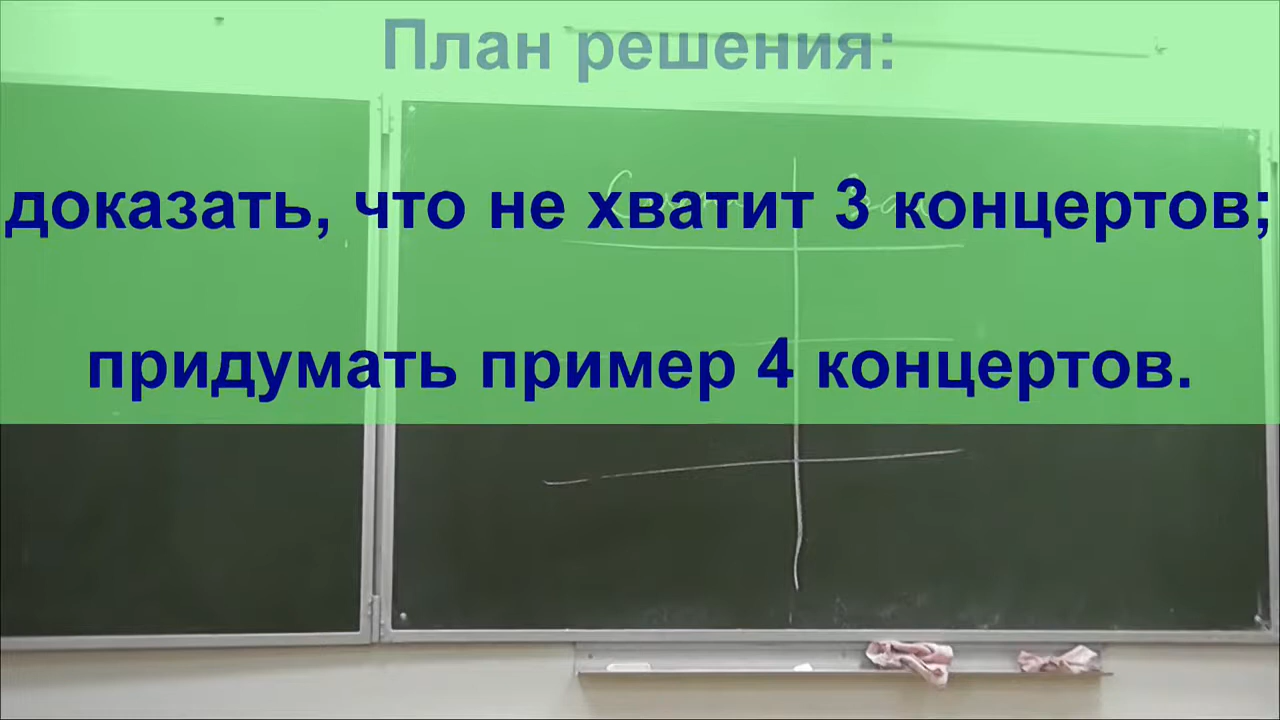 План решения:
доказать, что не хватит 3 концертов;
придумать пример 4 концертов.